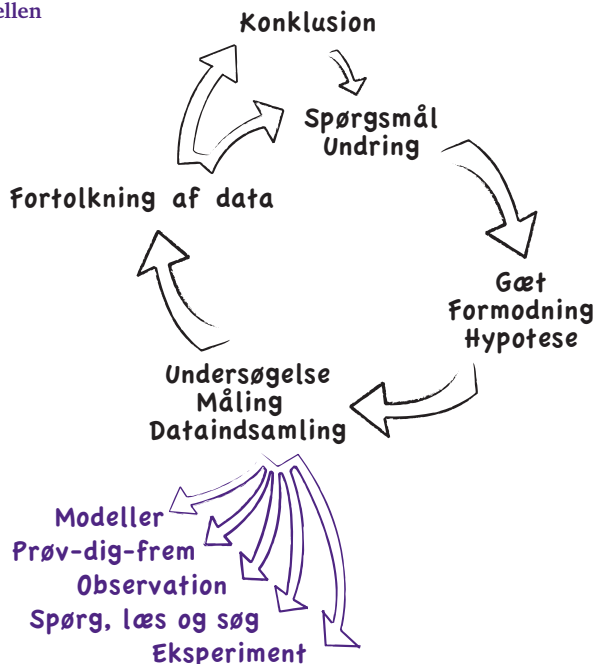 ellen
Konklusion
Spørgsmål
Undring
Fortolkning af data
Gæt
Formodning
Hypotese
Undersøgelse
Måling
Dataindsamling
Modeller
Prøv-dig-frem
Observation
Spørg, læs og søg
Eksperiment